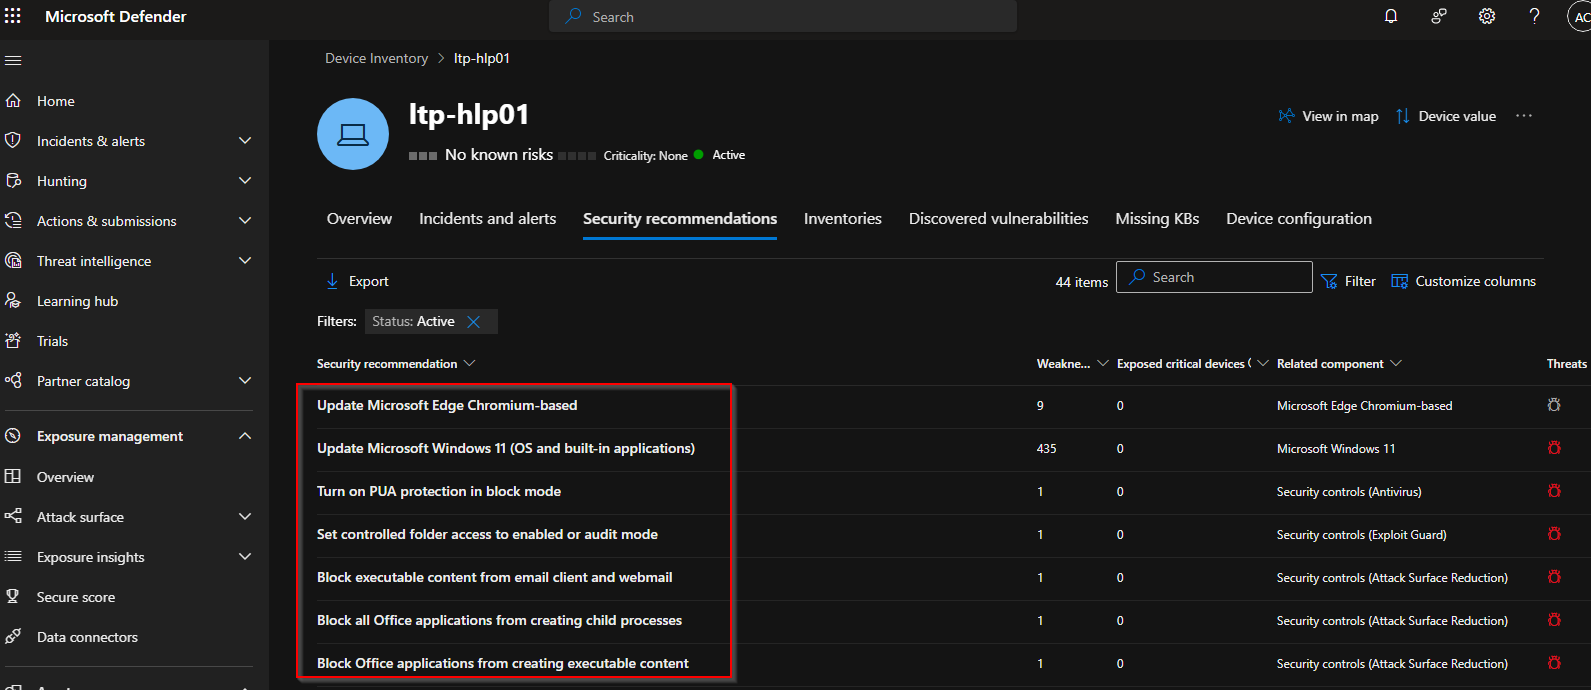 Microsoft Defender
Search
AC
Device Inventory > ltp-hlp01
Home
Incidents & alerts
Hunting
Actions & submissions
Threat intelligence
Learning hub
Trials
Partner catalog
Exposure management
Overview
Attack surface
Exposure insights
Secure score
Data connectors
ltp-hlp01
No known risks Criticality: None Active
View in map Device value ...
Overview Incidents and alerts Security recommendations Inventories Discovered vulnerabilities Missing KBs Device configuration
Export 44 items Search Filter Customize columns
Filters: Status: Active
Security recommendation Weakne... Exposed critical devices ( Related component Threats
Update Microsoft Edge Chromium-based 9 0 Microsoft Edge Chromium-based
Update Microsoft Windows 11 (OS and built-in applications) 435 0 Microsoft Windows 11
Turn on PUA protection in block mode 1 0 Security controls (Antivirus)
Set controlled folder access to enabled or audit mode 1 0 Security controls (Exploit Guard)
Block executable content from email client and webmail 1 0 Security controls (Attack Surface Reduction)
Block all Office applications from creating child processes 1 0 Security controls (Attack Surface Reduction)
Block Office applications from creating executable content 1 0 Security controls (Attack Surface Reduction)